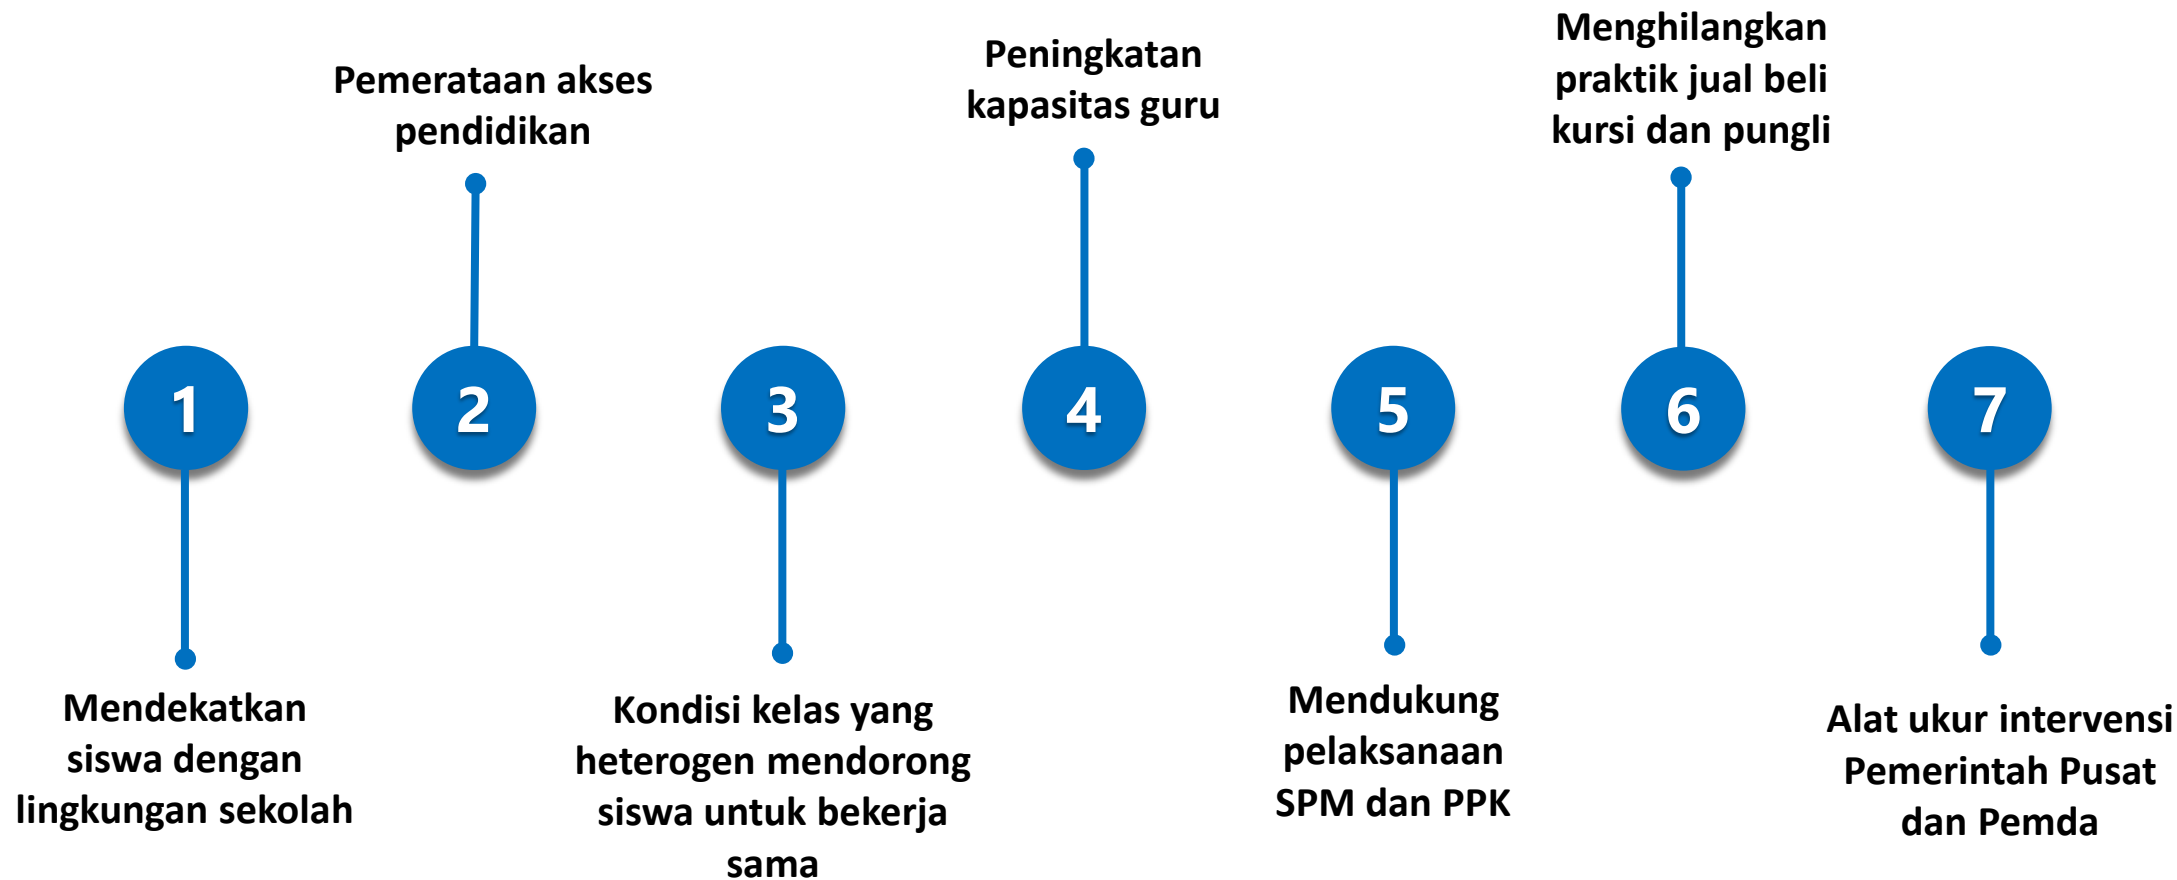 1
Mendekatkan
siswa dengan
lingkungan sekolah
2
Pemerataan akses
pendidikan
3
Kondisi kelas yang
heterogen mendorong
siswa untuk bekerja
sama
4
Peningkatan
kapasitas guru
5
Mendukung
pelaksanaan
SPM dan PPK
6
Menghilangkan
praktik jual beli
kursi dan pungli
7
Alat ukur intervensi
Pemerintah Pusat
dan Pemda